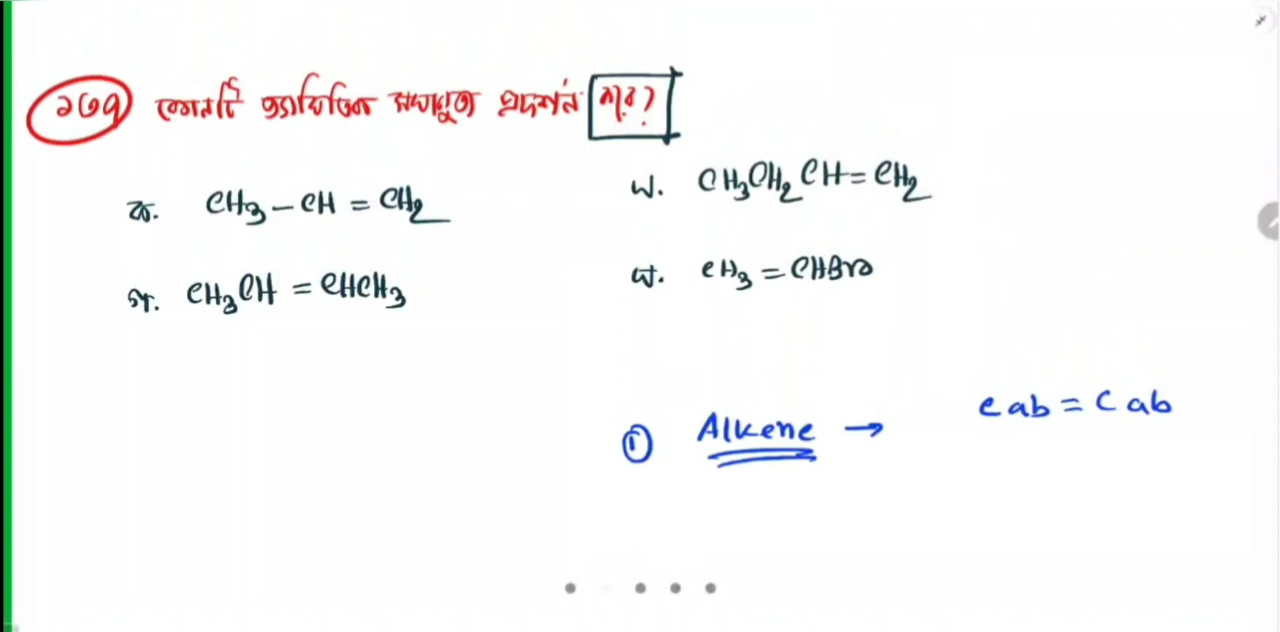 ১৩৭ কোনটি জ্যামিতিক সমাণুতা প্রদর্শন করে?
ক. CH3 – CH = CH2
খ. CH3CH2CH = CH2
গ. CH3CH = CHCH3
ঘ. CH3 = CHBr
① Alkene → Cab = Cab